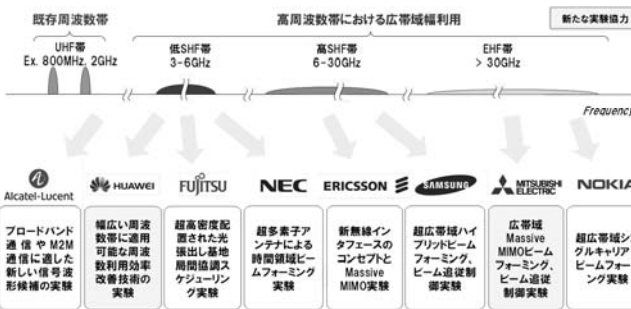 既存周波数帯
高周波数帯における広帯域幅利用
新たな実験協力
UHF帯
Ex. 800MHz, 2GHz
低SHF帯
3-6GHz
高SHF帯
6-30GHz
EHF帯
> 30GHz
Frequency
Alcatel-Lucent
HUAWEI
FUJITSU
NEC
ERICSSON
SAMSUNG
MITSUBISHI
ELECTRIC
NOKIA
ブロードバンド
通信やM2M
通信に適した
新しい信号波
形候補の実験
幅広い周波
数帯に適用
可能な周波
数利用効率
改善技術の
実験
超高密度配
置された光
張出し基地
局間協調ス
ケジューリン
グ実験
超多素子ア
ンテナによる
時間領域ビー
ムフォーミング
実験
新無線イン
タフェースの
コンセプトと
Massive
MIMO実験
超広帯域ハイ
ブリッドビーム
フォーミング、
ビーム追従制
御実験
広帯域
Massive
MIMOビーム
フォーミング、
ビーム追従
制御実験
超広帯域シ
グルキャリア
ビームフォー
ング実験